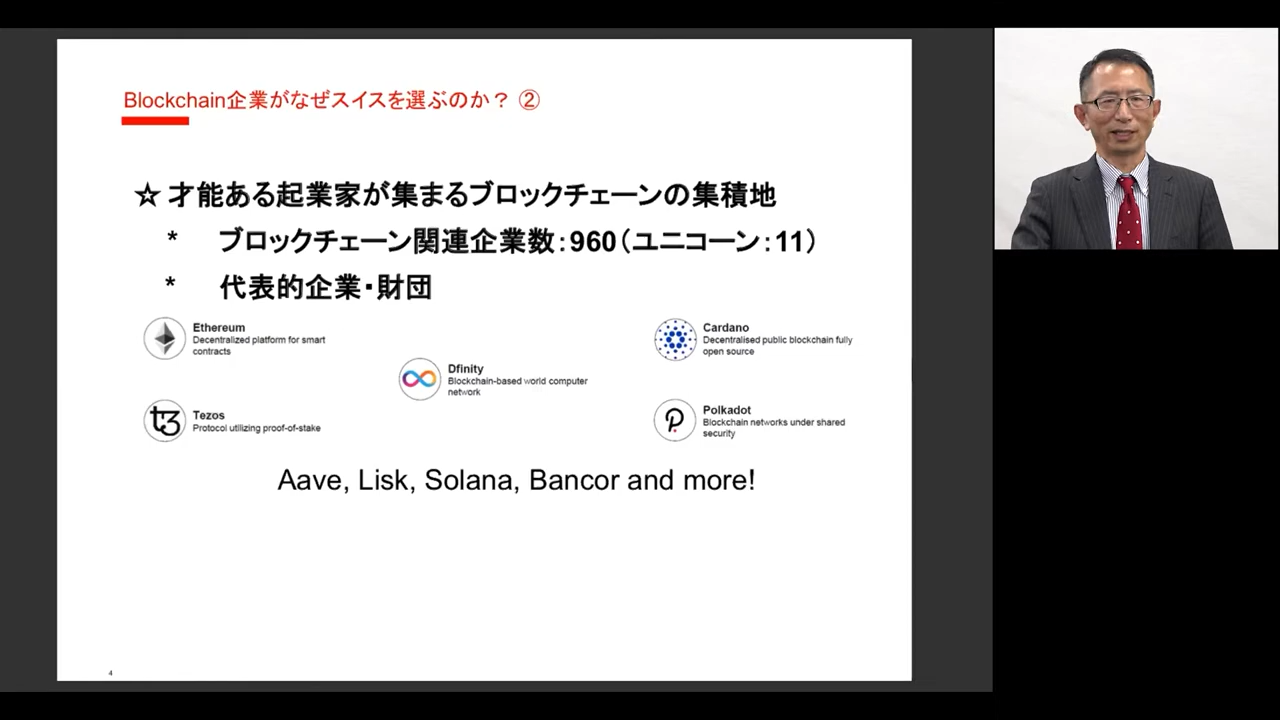 Blockchain企業がなぜスイスを選ぶのか？ ②
☆ 才能ある起業家が集まるブロックチェーンの集積地
* ブロックチェーン関連企業数：960（ユニコーン：11）
* 代表的企業・財団
Ethereum
Decentralized platform for smart
contracts
Cardano
Decentralised public blockchain fully
open source
Dfinity
Blockchain-based world computer
network
Tezos
Protocol utilizing proof-of-stake
Polkadot
Blockchain networks under shared
security
Aave, Lisk, Solana, Bancor and more!
4